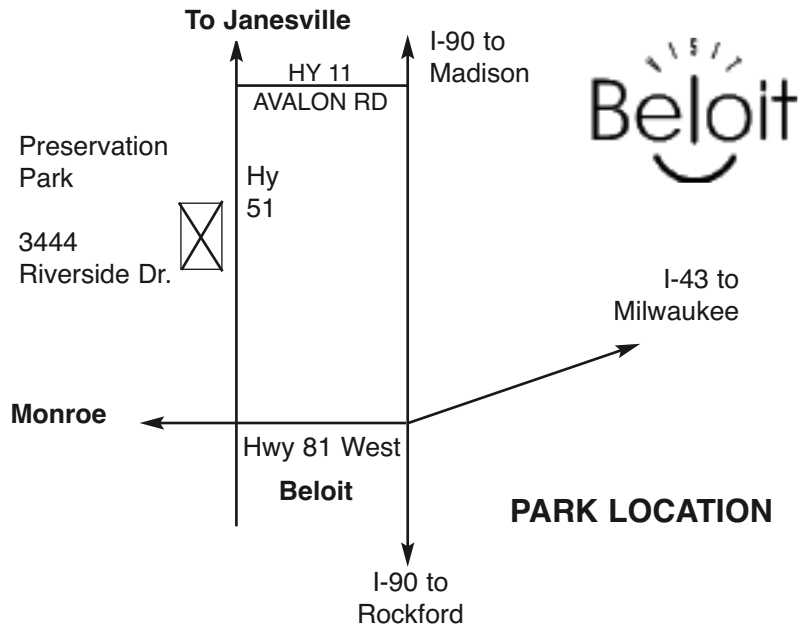 To Janesville
I-90 to
Madison
HY 11
AVALON RD
VISIT
Beloit
Preservation
Park
Hy
51
3444
Riverside Dr.
I-43 to
Milwaukee
Monroe
Hwy 81 West
Beloit
PARK LOCATION
I-90 to
Rockford